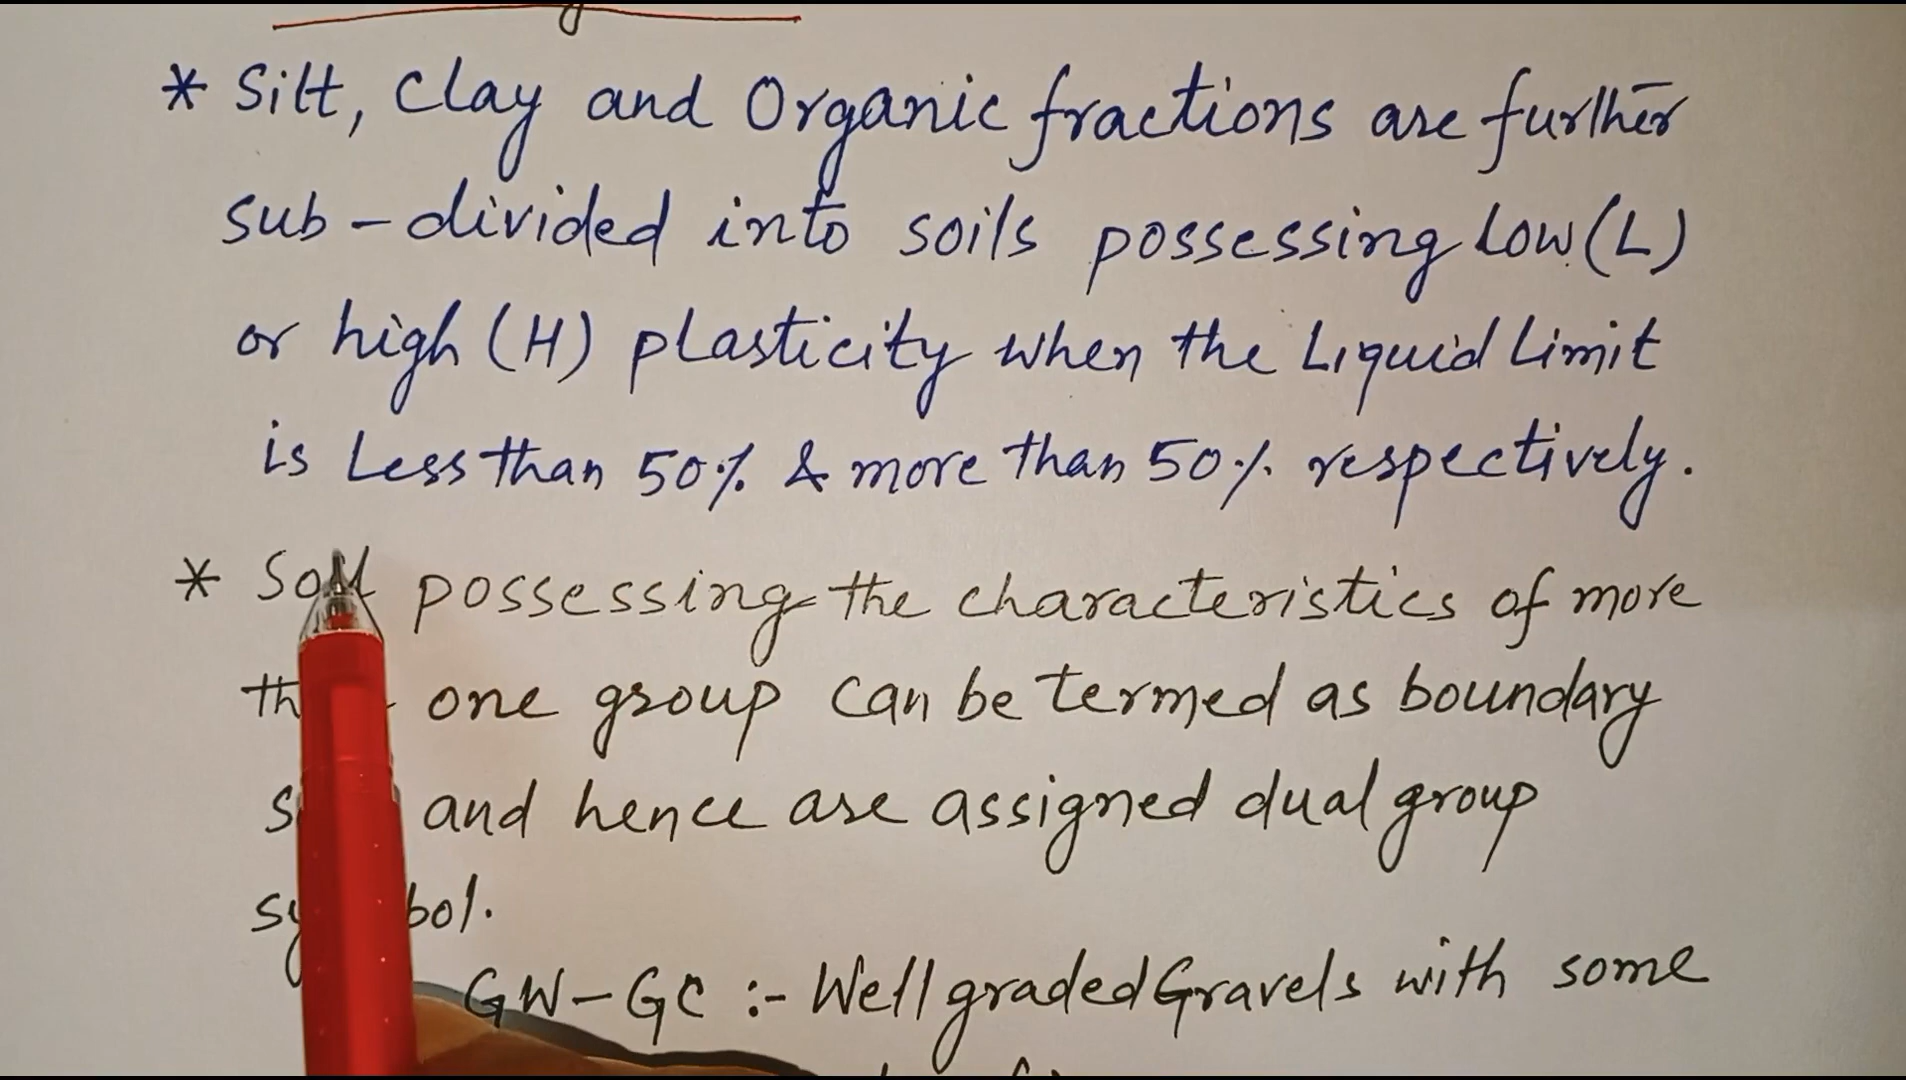 * Silt, Clay and Organic fractions are further
sub-divided into soils possessing Low (L)
or high (H) plasticity when the Liquid Limit
is Less than 50% & more than 50% respectively.
* Soil possessing the characteristics of more
one group can be termed as boundary
and hence are assigned dual group
GW-GC :- Well graded Gravels with some